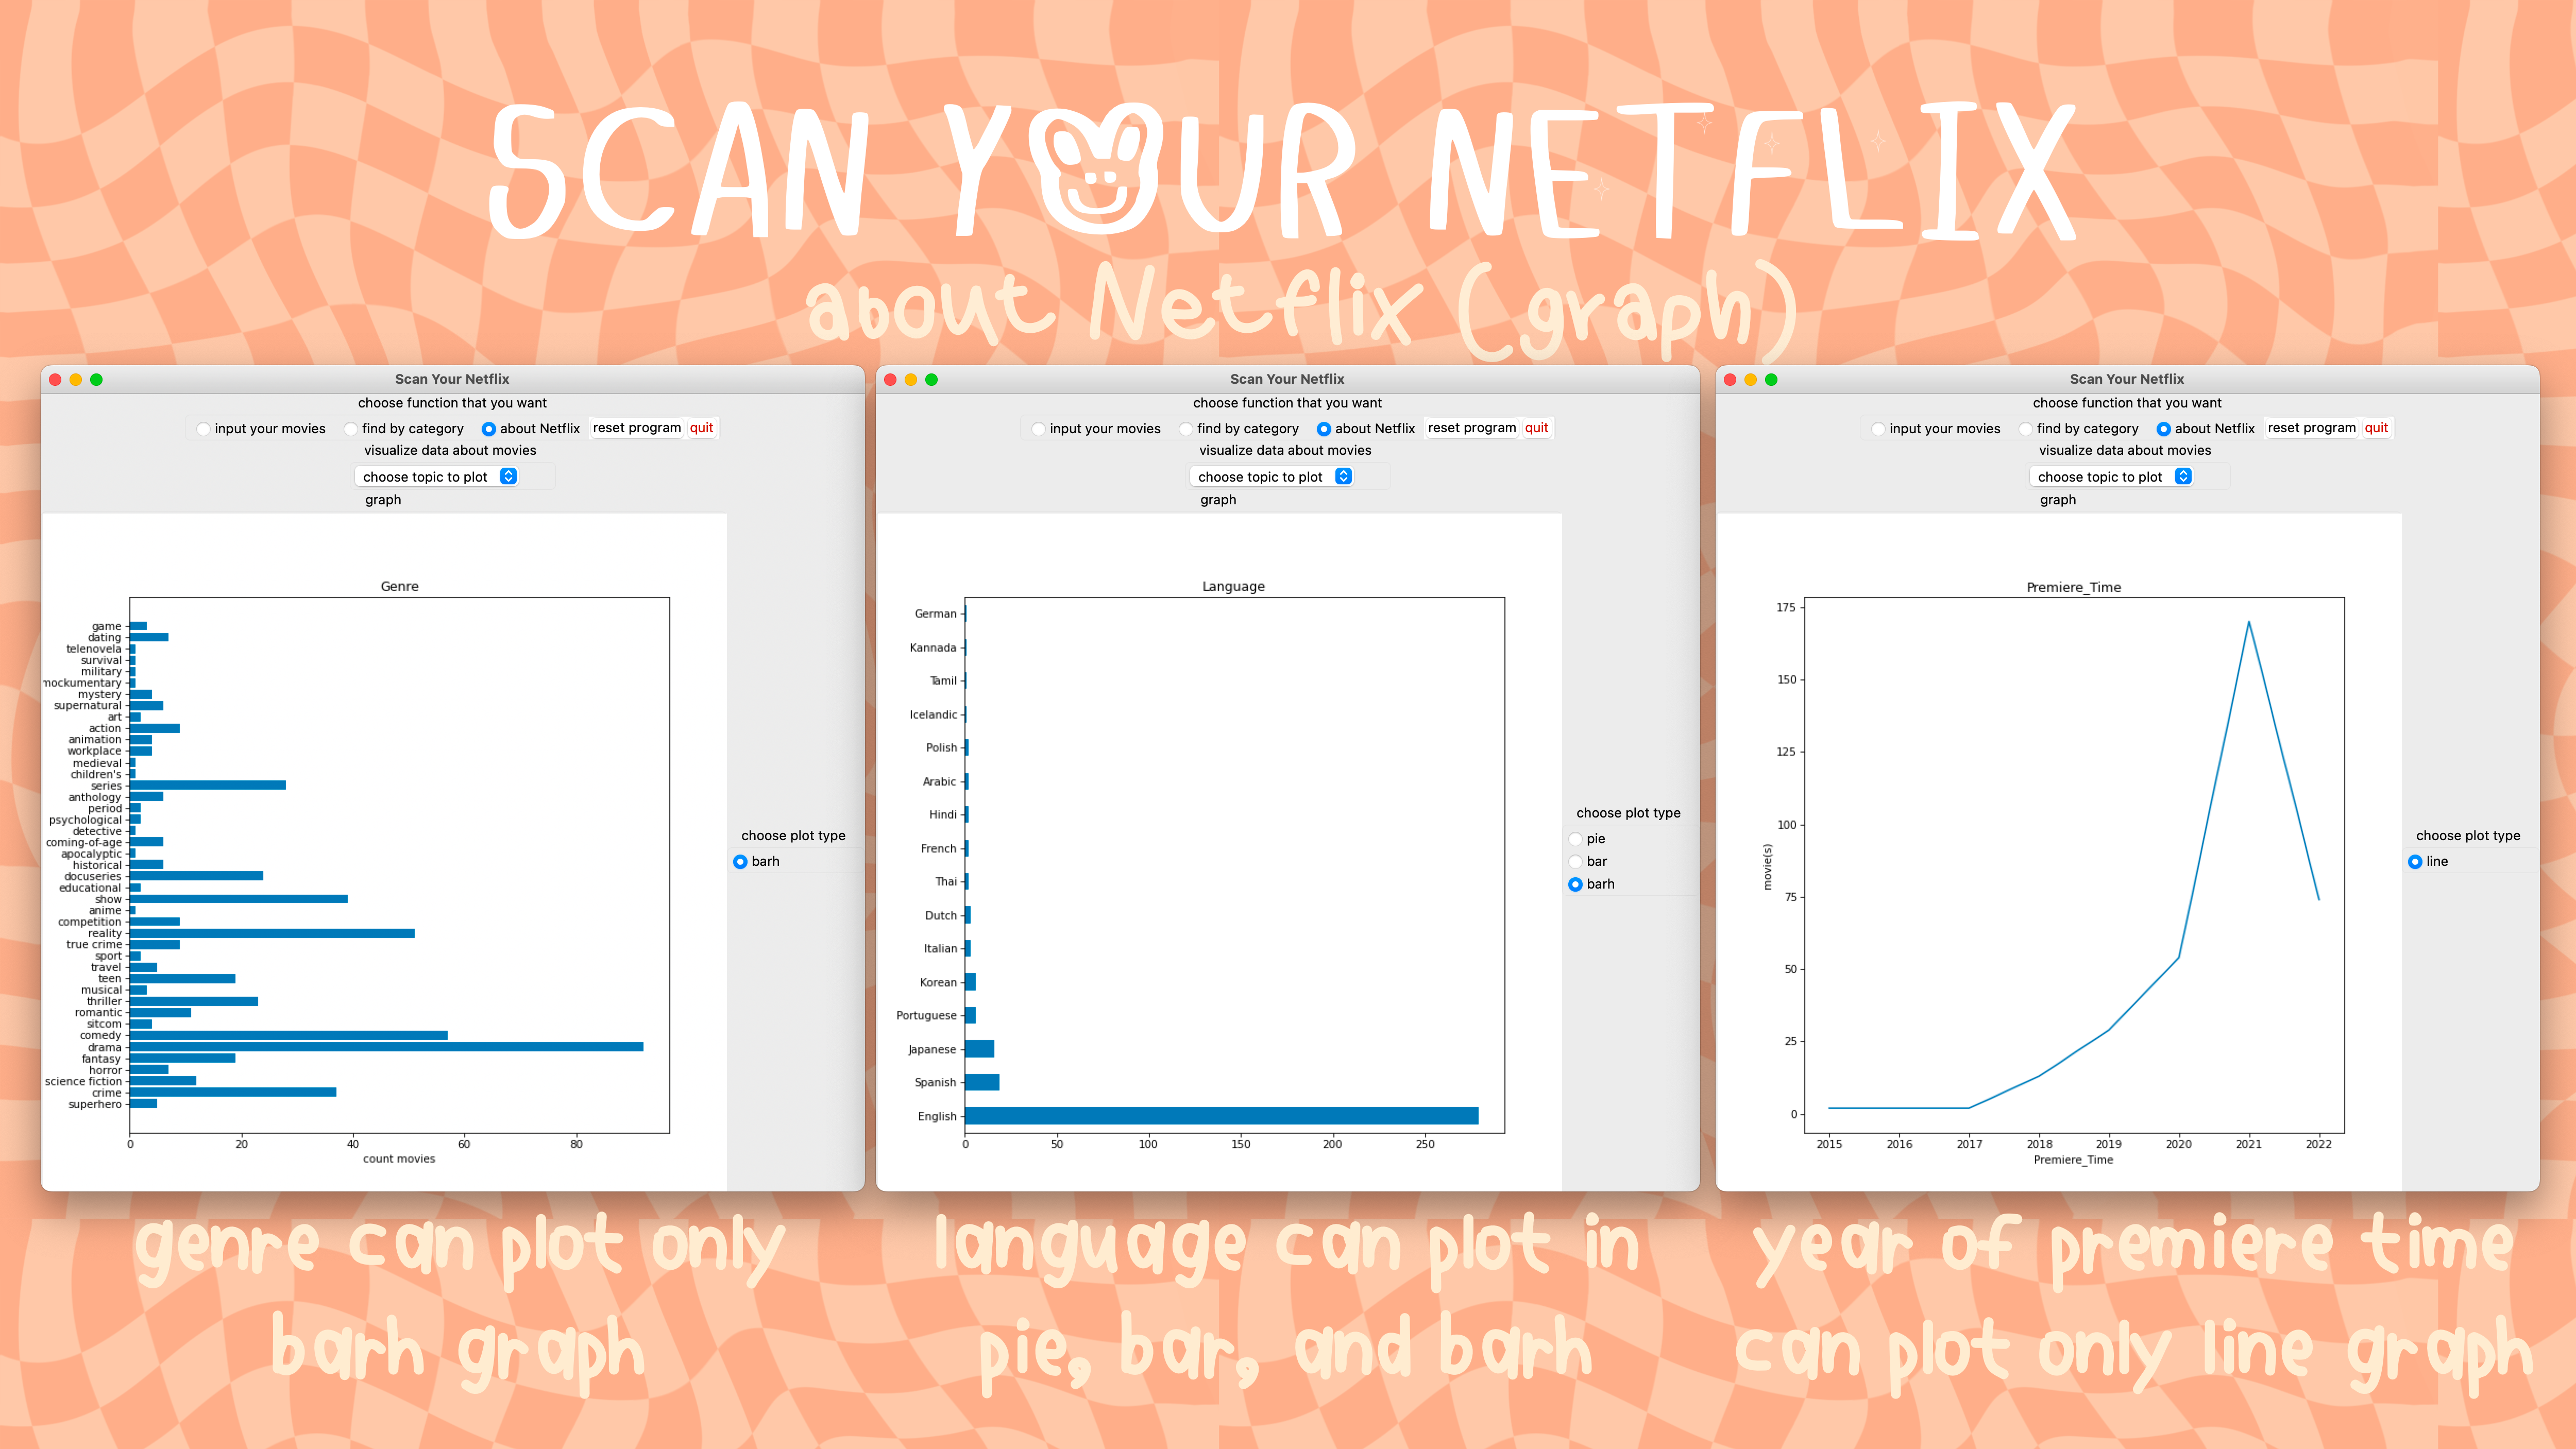 SCAN YOUR NETFLIX
about Netflix (graph)
Scan Your Netflix
choose function that you want
input your movies find by category about Netflix reset program quit
visualize data about movies
choose topic to plot
graph
Genre
game
dating
telenovela
survival
military
mockumentary
mystery
supernatural
art
action
animation
workplace
medieval
children's
series
anthology
period
psychological
detective
coming-of-age
apocalyptic
historical
docuseries
educational
show
anime
competition
reality
true crime
sport
travel
teen
musical
thriller
romantic
sitcom
comedy
drama
fantasy
horror
science fiction
crime
superhero
0 20 40 60 80
count movies
choose plot type
barh
Scan Your Netflix
choose function that you want
input your movies find by category about Netflix reset program quit
visualize data about movies
choose topic to plot
graph
Language
German
Kannada
Tamil
Icelandic
Polish
Arabic
Hindi
French
Thai
Dutch
Italian
Korean
Portuguese
Japanese
Spanish
English
0 50 100 150 200 250
choose plot type
pie
bar
barh
Scan Your Netflix
choose function that you want
input your movies find by category about Netflix reset program quit
visualize data about movies
choose topic to plot
graph
Premiere_Time
175
150
125
100
75
50
25
0
movie(s)
2015 2016 2017 2018 2019 2020 2021 2022
Premiere_Time
choose plot type
line
genre can plot only
barh graph
language can plot in
pie, bar, and barh
year of premiere time
can plot only line graph